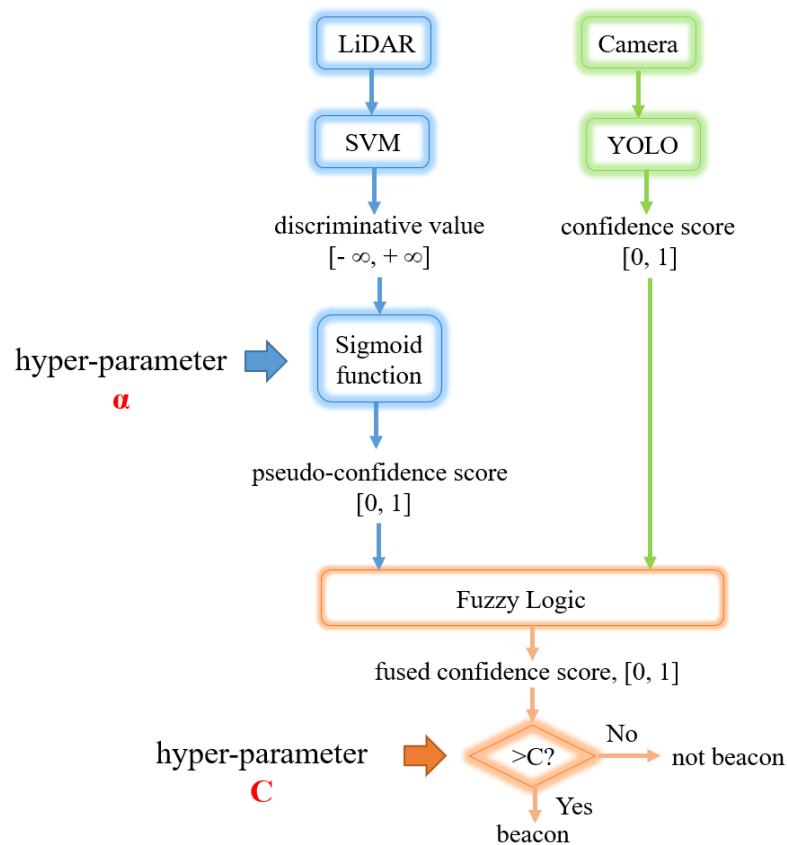 LiDAR
Camera
SVM
YOLO
discriminative value
[- ∞, + ∞]
confidence score
[0, 1]
hyper-parameter
α
Sigmoid
function
pseudo-confidence score
[0, 1]
Fuzzy Logic
fused confidence score, [0, 1]
hyper-parameter
C
>C?
No
not beacon
Yes
beacon